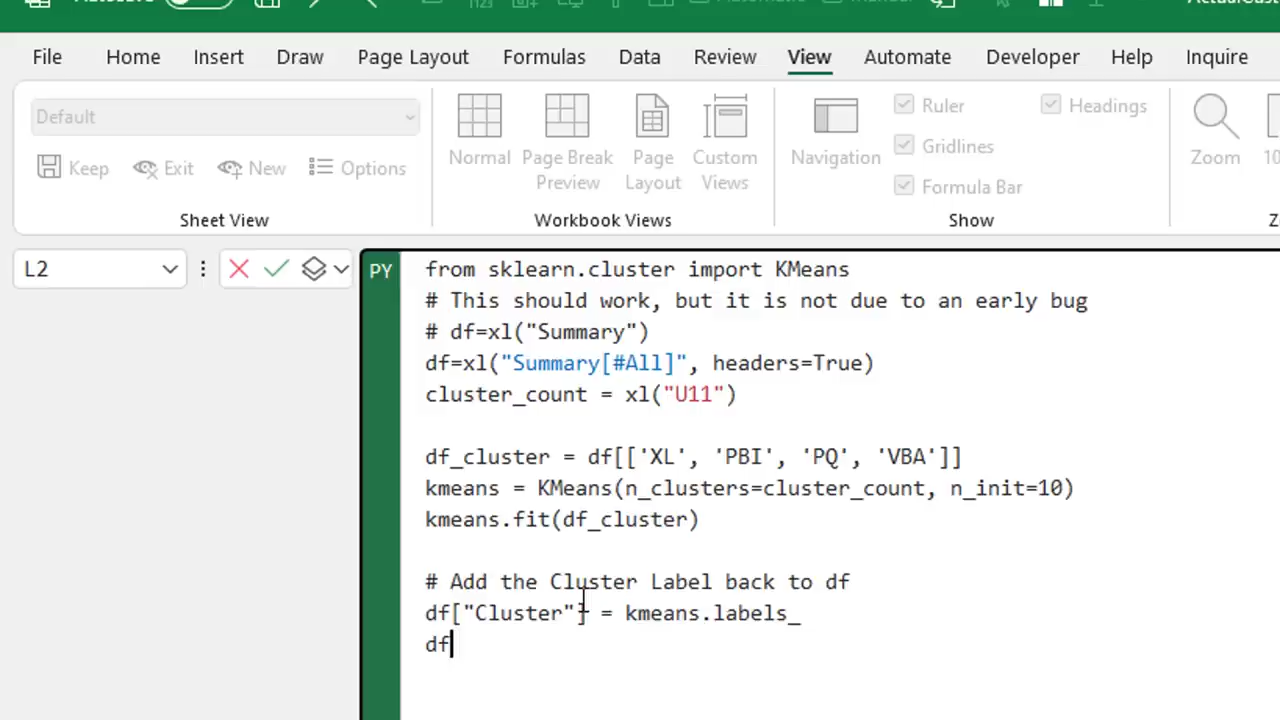 File Home Insert Draw Page Layout Formulas Data Review View Automate Developer Help Inquire
Default
Keep Exit New Options
Sheet View
Normal
Page Break
Preview
Page
Layout
Custom
Views
Workbook Views
Navigation
Ruler
Headings
Gridlines
Formula Bar
Show
Zoom
L2
PY
from sklearn.cluster import KMeans
# This should work, but it is not due to an early bug
# df=xl("Summary")
df=xl("Summary[#All]", headers=True)
cluster_count = xl("U11")
df_cluster = df[['XL', 'PBI', 'PQ', 'VBA']]
kmeans = KMeans(n_clusters=cluster_count, n_init=10)
kmeans.fit(df_cluster)
# Add the Cluster Label back to df
df["Cluster"] = kmeans.labels_
df